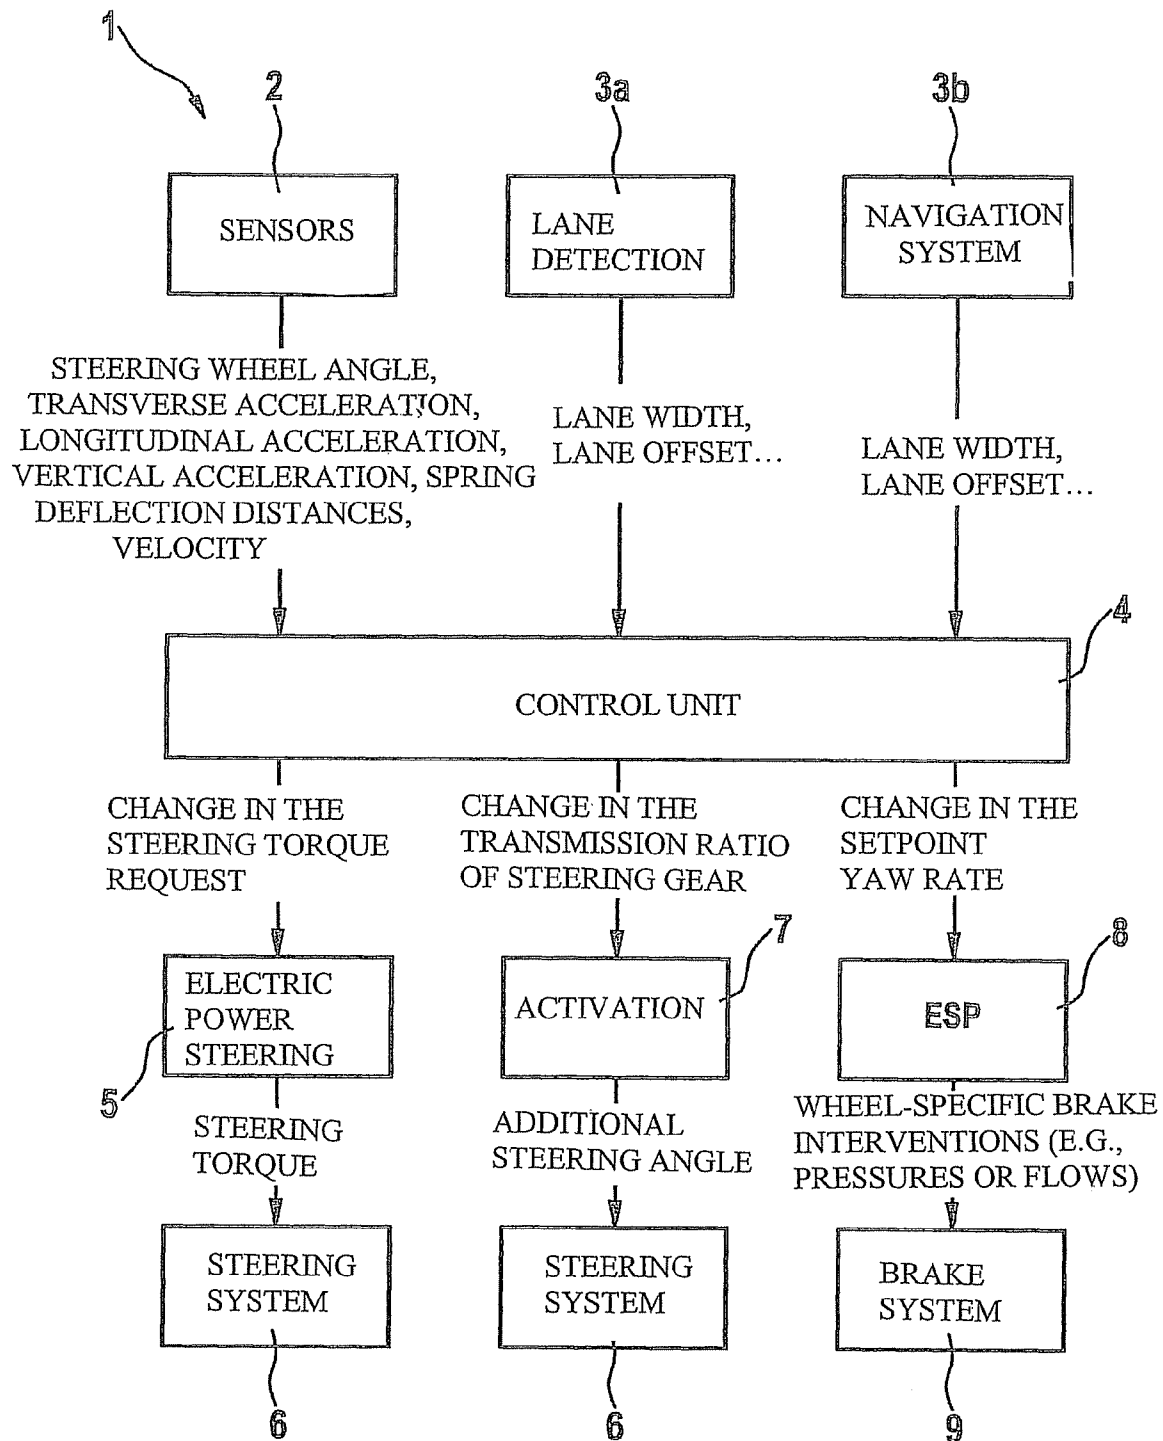 1
2
3a
3b
SENSORS
LANE
DETECTION
NAVIGATION
SYSTEM
STEERING WHEEL ANGLE,
TRANSVERSE ACCELERATION,
LONGITUDINAL ACCELERATION,
VERTICAL ACCELERATION, SPRING
DEFLECTION DISTANCES,
VELOCITY
LANE WIDTH,
LANE OFFSET...
LANE WIDTH,
LANE OFFSET...
4
CONTROL UNIT
CHANGE IN THE
STEERING TORQUE
REQUEST
CHANGE IN THE
TRANSMISSION RATIO
OF STEERING GEAR
CHANGE IN THE
SETPOINT
YAW RATE
ELECTRIC
POWER
STEERING
5
ACTIVATION
7
ESP
8
STEERING
TORQUE
ADDITIONAL
STEERING ANGLE
WHEEL-SPECIFIC BRAKE
INTERVENTIONS (E.G.,
PRESSURES OR FLOWS)
STEERING
SYSTEM
STEERING
SYSTEM
BRAKE
SYSTEM
6
6
9